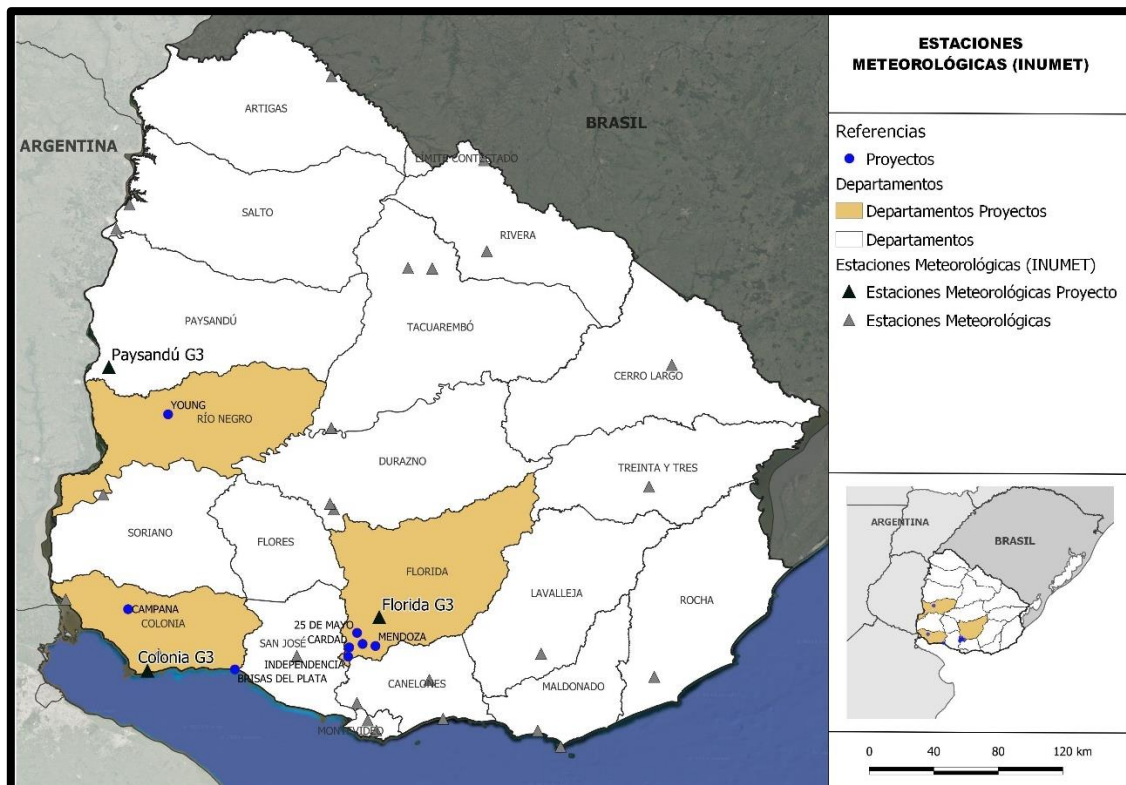 ESTACIONES
METEOROLÓGICAS (INUMET)
Referencias
Proyectos
Departamentos
Departamentos Proyectos
Departamentos
Estaciones Meteorológicas (INUMET)
Estaciones Meteorológicas Proyecto
Estaciones Meteorológicas
ARTIGAS
BRASIL
ARGENTINA
LÍMITE CONTESTADO
SALTO
RIVERA
PAYSANDÚ
TACUAREMBÓ
Paysandú G3
CERRO LARGO
YOUNG
RÍO NEGRO
DURAZNO
TREINTA Y TRES
SORIANO
FLORES
FLORIDA
LAVALLEJA
ROCHA
CAMPANA
COLONIA
Florida G3
25 DE MAYO
CARDAD
MENDOZA
SAN JOSÉ
Colonia G3
INDEPENDENCIA
BRISAS DEL PLATA
CANELONES
MALDONADO
MONTEVIDEO
ARGENTINA
BRASIL
0 40 80 120 km